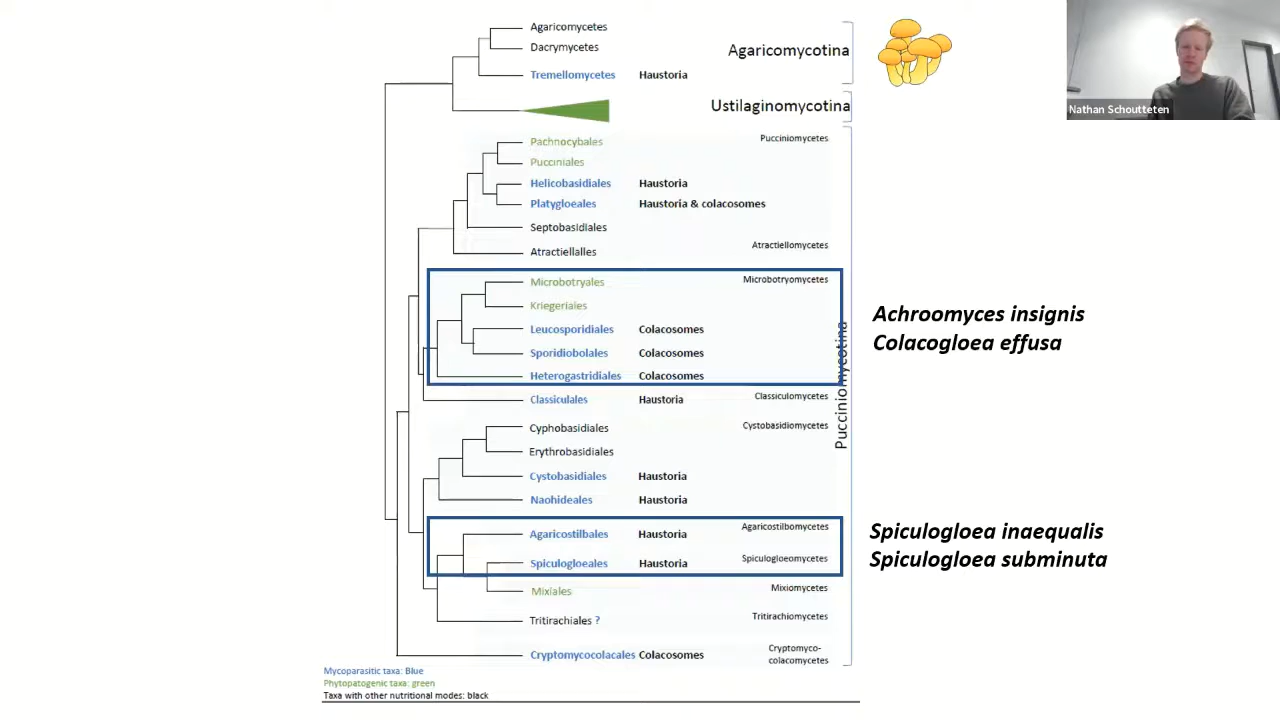 Agaricomycetes
Dacrymycetes
Agaricomycotina
Tremellomycetes Haustoria
Ustilaginomycotina
Nathan Schoutteten
Pucciniomycetes
Pachnocybales
Pucciniales
Helicobasidiales Haustoria
Platygloeales Haustoria & colacosomes
Septobasidiales
Atractiellomycetes
Atractiellalles
Microbotryomycetes
Microbotryales
Kriegeriales
Leucosporidiales Colacosomes
Sporidiobolales Colacosomes
Heterogastridiales Colacosomes
Achroomyces insignis
Colacogloea effusa
Pucciniomycotina
Classiculales Haustoria Classiculomycetes
Cyphobasidiales Cystobasidiomycetes
Erythrobasidiales
Cystobasidiales Haustoria
Naohideales Haustoria
Agaricostilbomycetes
Agaricostilbales Haustoria
Spiculogloeales Haustoria Spiculogloeomycetes
Spiculogloea inaequalis
Spiculogloea subminuta
Mixiales Mixiomycetes
Tritirachiales ? Tritirachiomycetes
Cryptomycocolacales Colacosomes Cryptomyco-
colacomycetes
Mycoparasitic taxa: Blue
Phytopatogenic taxa: green
Taxa with other nutritional modes: black